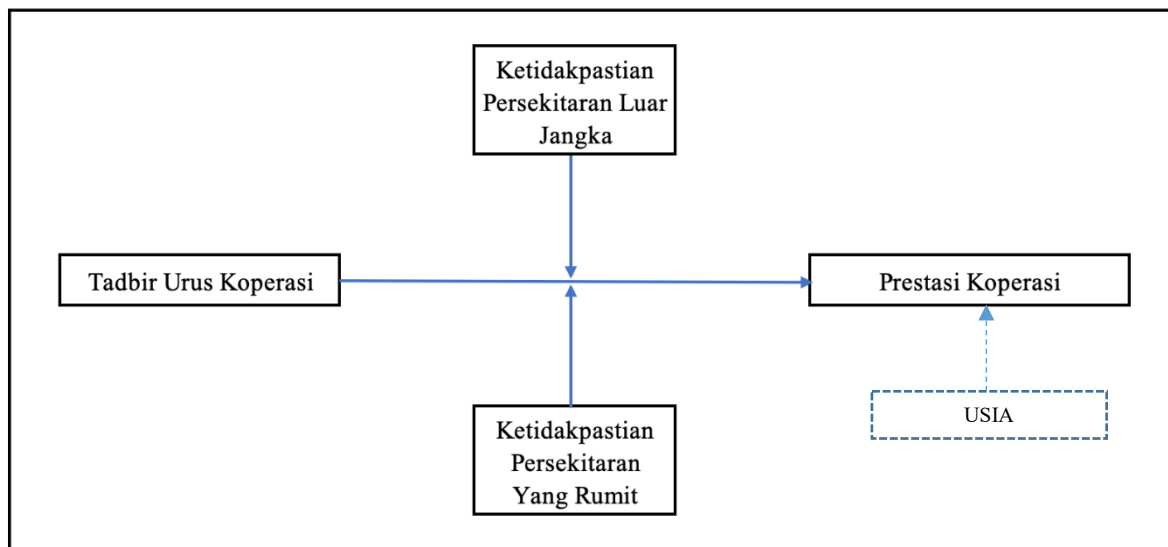 Ketidakpastian
Persekitaran Luar
Jangka
Tadbir Urus Koperasi
Prestasi Koperasi
USIA
Ketidakpastian
Persekitaran
Yang Rumit